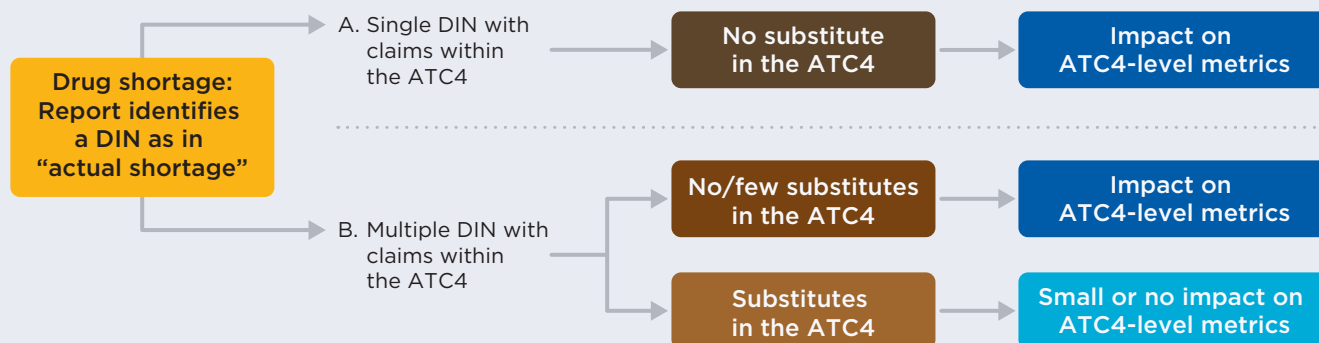 Drug shortage:
Report identifies
a DIN as in
“actual shortage”
A. Single DIN with
claims within
the ATC4
No substitute
in the ATC4
Impact on
ATC4-level metrics
B. Multiple DIN with
claims within
the ATC4
No/few substitutes
in the ATC4
Impact on
ATC4-level metrics
Substitutes
in the ATC4
Small or no impact on
ATC4-level metrics